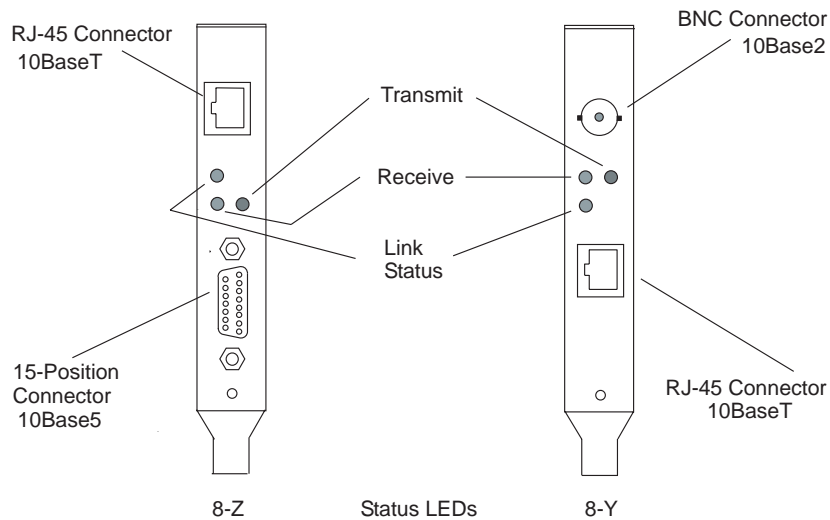 RJ-45 Connector
10BaseT
BNC Connector
10Base2
Transmit
Receive
Link
Status
15-Position
Connector
10Base5
RJ-45 Connector
10BaseT
8-Z
Status LEDs
8-Y